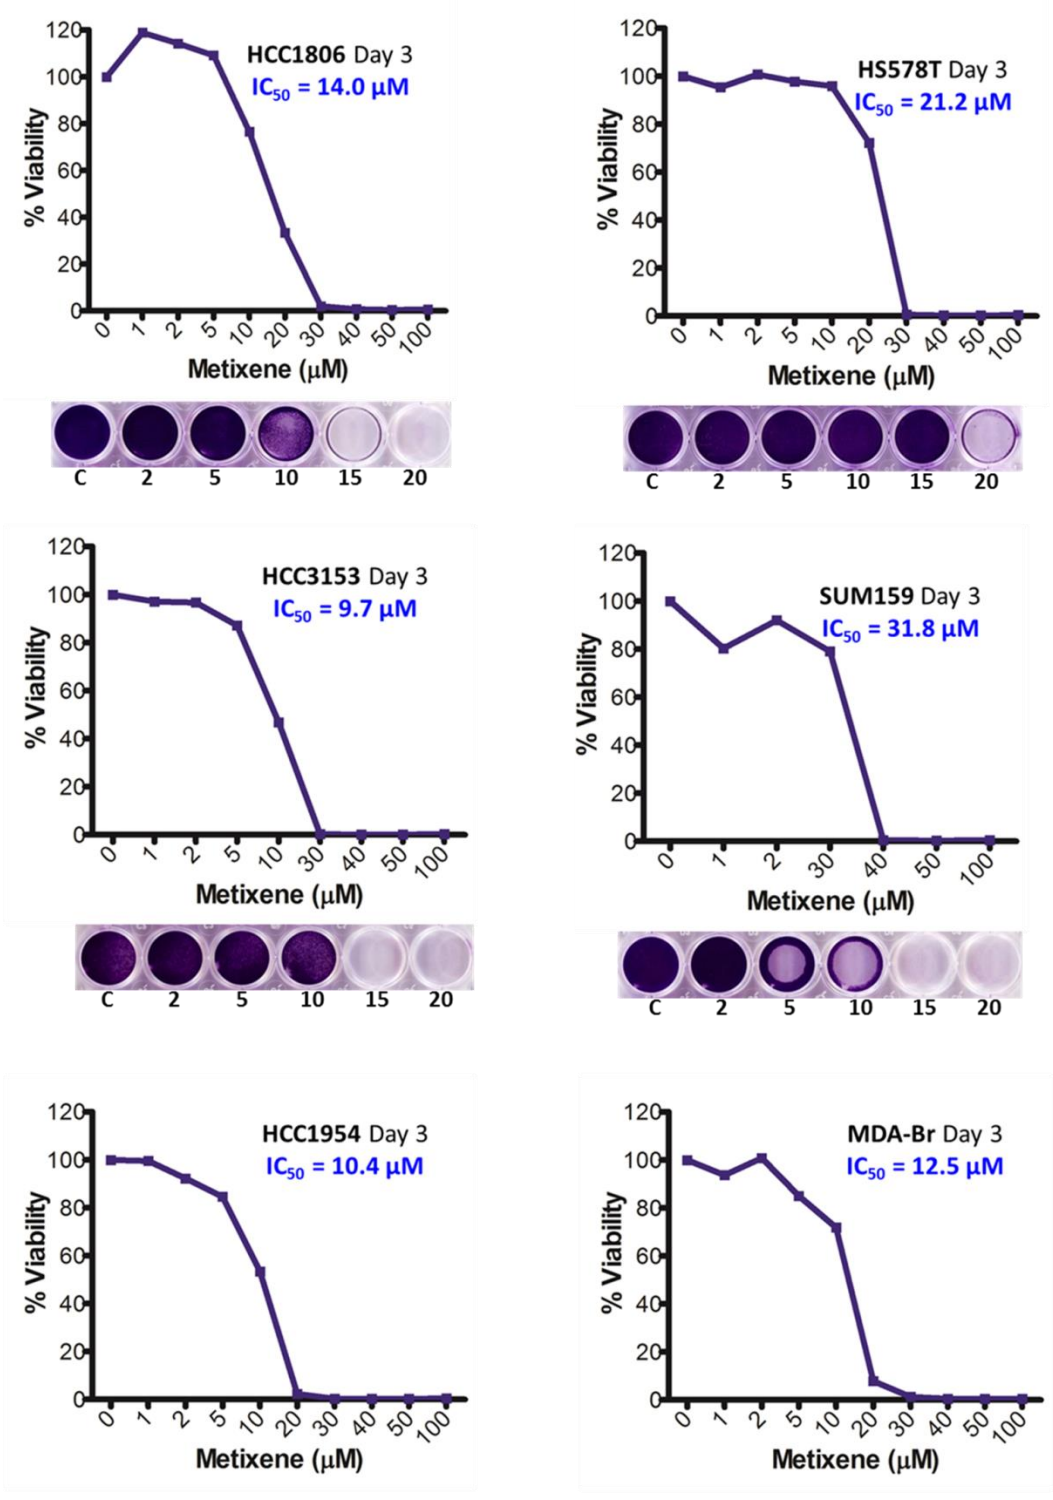 120
100
80
60
40
20
0
% Viability
HCC1806 Day 3
IC50 = 14.0 µM
0 1 2 5 10 20 30 40 50 100
Metixene (µM)
C 2 5 10 15 20
120
100
80
60
40
20
0
% Viability
HS578T Day 3
IC50 = 21.2 µM
0 1 2 5 10 20 30 40 50 100
Metixene (µM)
C 2 5 10 15 20
120
100
80
60
40
20
0
% Viability
HCC3153 Day 3
IC50 = 9.7 µM
0 1 2 5 10 30 40 50 100
Metixene (µM)
C 2 5 10 15 20
120
100
80
60
40
20
0
% Viability
SUM159 Day 3
IC50 = 31.8 µM
0 1 2 30 40 50 100
Metixene (µM)
C 2 5 10 15 20
120
100
80
60
40
20
0
% Viability
HCC1954 Day 3
IC50 = 10.4 µM
0 1 2 5 10 20 30 40 50 100
Metixene (µM)
120
100
80
60
40
20
0
% Viability
MDA-Br Day 3
IC50 = 12.5 µM
0 1 2 5 10 20 30 40 50 100
Metixene (µM)